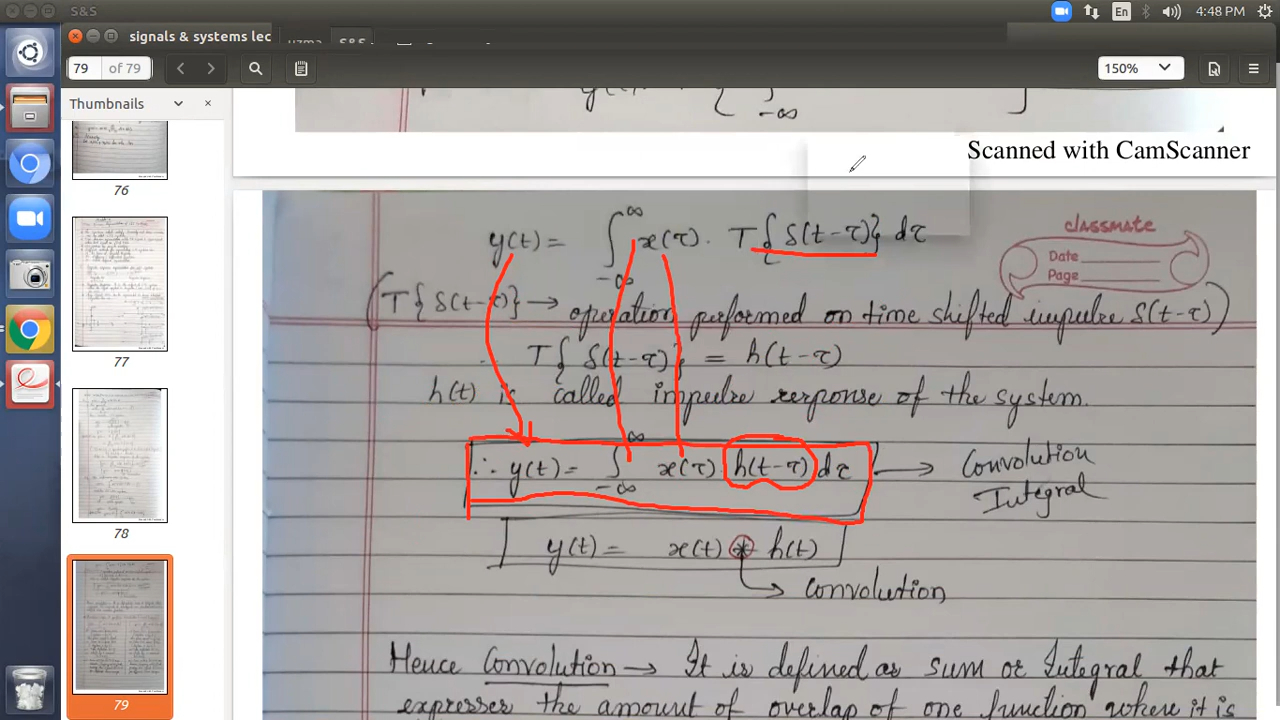 S&S
En
4:48 PM
signals & systems lec
S&S
79 of 79
150%
Thumbnails
76
77
78
79
-∞
Scanned with CamScanner
classmate
Date
Page
y(t) = ∫_{-∞}^{∞} x(τ). T{δ(t-τ)} dτ
(T{δ(t-τ)} → operation performed on time shifted impulse δ(t-τ))
∴ T{δ(t-τ)} = h(t-τ)
h(t) is called impulse response of the system.
∴ y(t) = ∫_{-∞}^{∞} x(τ) h(t-τ) dτ → Convolution Integral
y(t) = x(t) * h(t)
→ Convolution
Hence Convolution → It is defined as sum or Integral that
expresses the amount of overlap of one function where it is